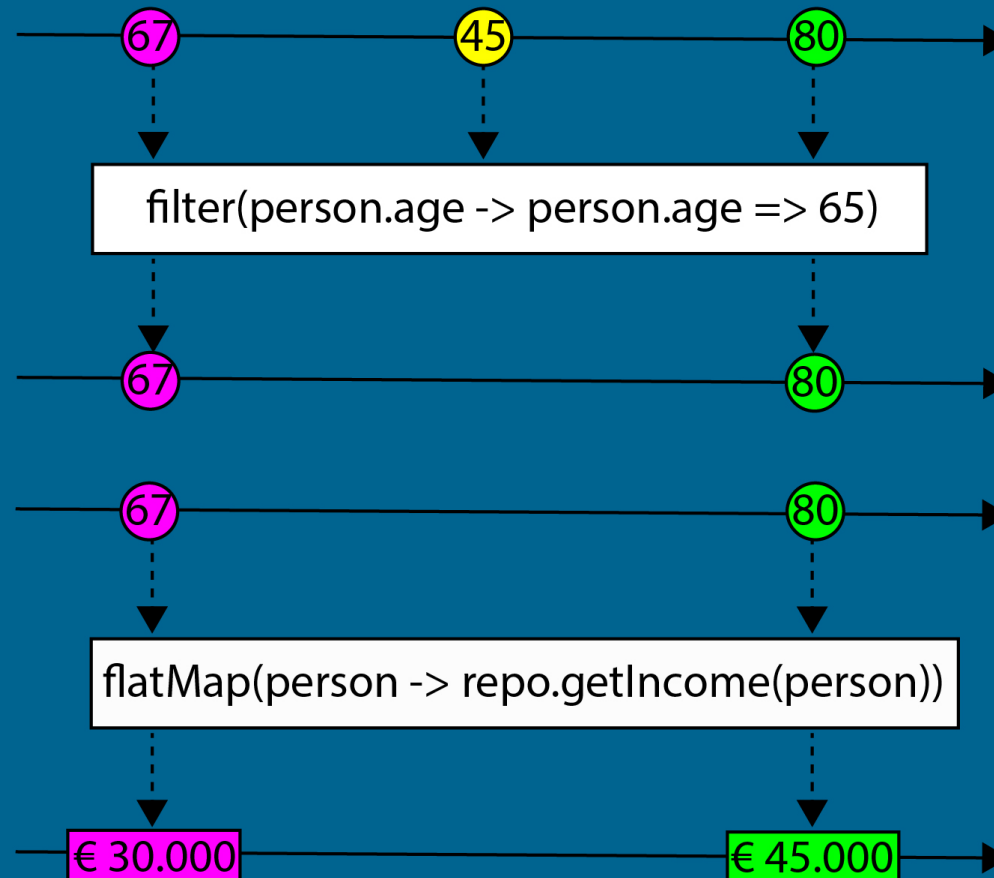 67 45 80
filter(person.age -> person.age => 65)
67 80
67 80
flatMap(person -> repo.getIncome(person))
€ 30.000 € 45.000